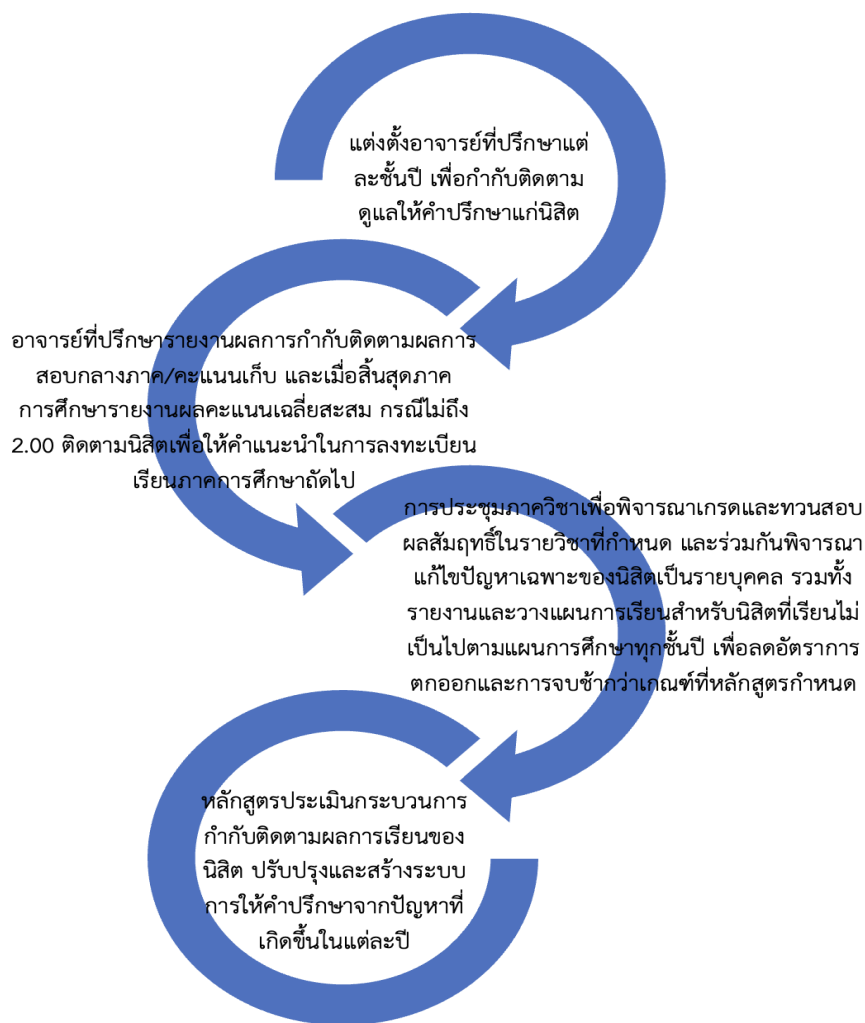 แต่งตั้งอาจารย์ที่ปรึกษาแต่
ละชั้นปี เพื่อกำกับติดตาม
ดูแลให้คำปรึกษาแก่นิสิต
อาจารย์ที่ปรึกษารายงานผลการกำกับติดตามผลการ
สอบกลางภาค/คะแนนเก็บ และเมื่อสิ้นสุดภาค
การศึกษารายงานผลคะแนนเฉลี่ยสะสม กรณีไม่ถึง
2.00 ติดตามนิสิตเพื่อให้คำแนะนำในการลงทะเบียน
เรียนภาคการศึกษาถัดไป
การประชุมภาควิชาเพื่อพิจารณาเกรดและทวนสอบ
ผลสัมฤทธิ์ในรายวิชาที่กำหนด และร่วมกันพิจารณา
แก้ไขปัญหาเฉพาะของนิสิตเป็นรายบุคคล รวมทั้ง
รายงานและวางแผนการเรียนสำหรับนิสิตที่เรียนไม่
เป็นไปตามแผนการศึกษาทุกชั้นปี เพื่อลดอัตราการ
ตกออกและการจบช้ากว่าเกณฑ์ที่หลักสูตรกำหนด
หลักสูตรประเมินกระบวนการ
กำกับติดตามผลการเรียนของ
นิสิต ปรับปรุงและสร้างระบบ
การให้คำปรึกษาจากปัญหาที่
เกิดขึ้นในแต่ละปี